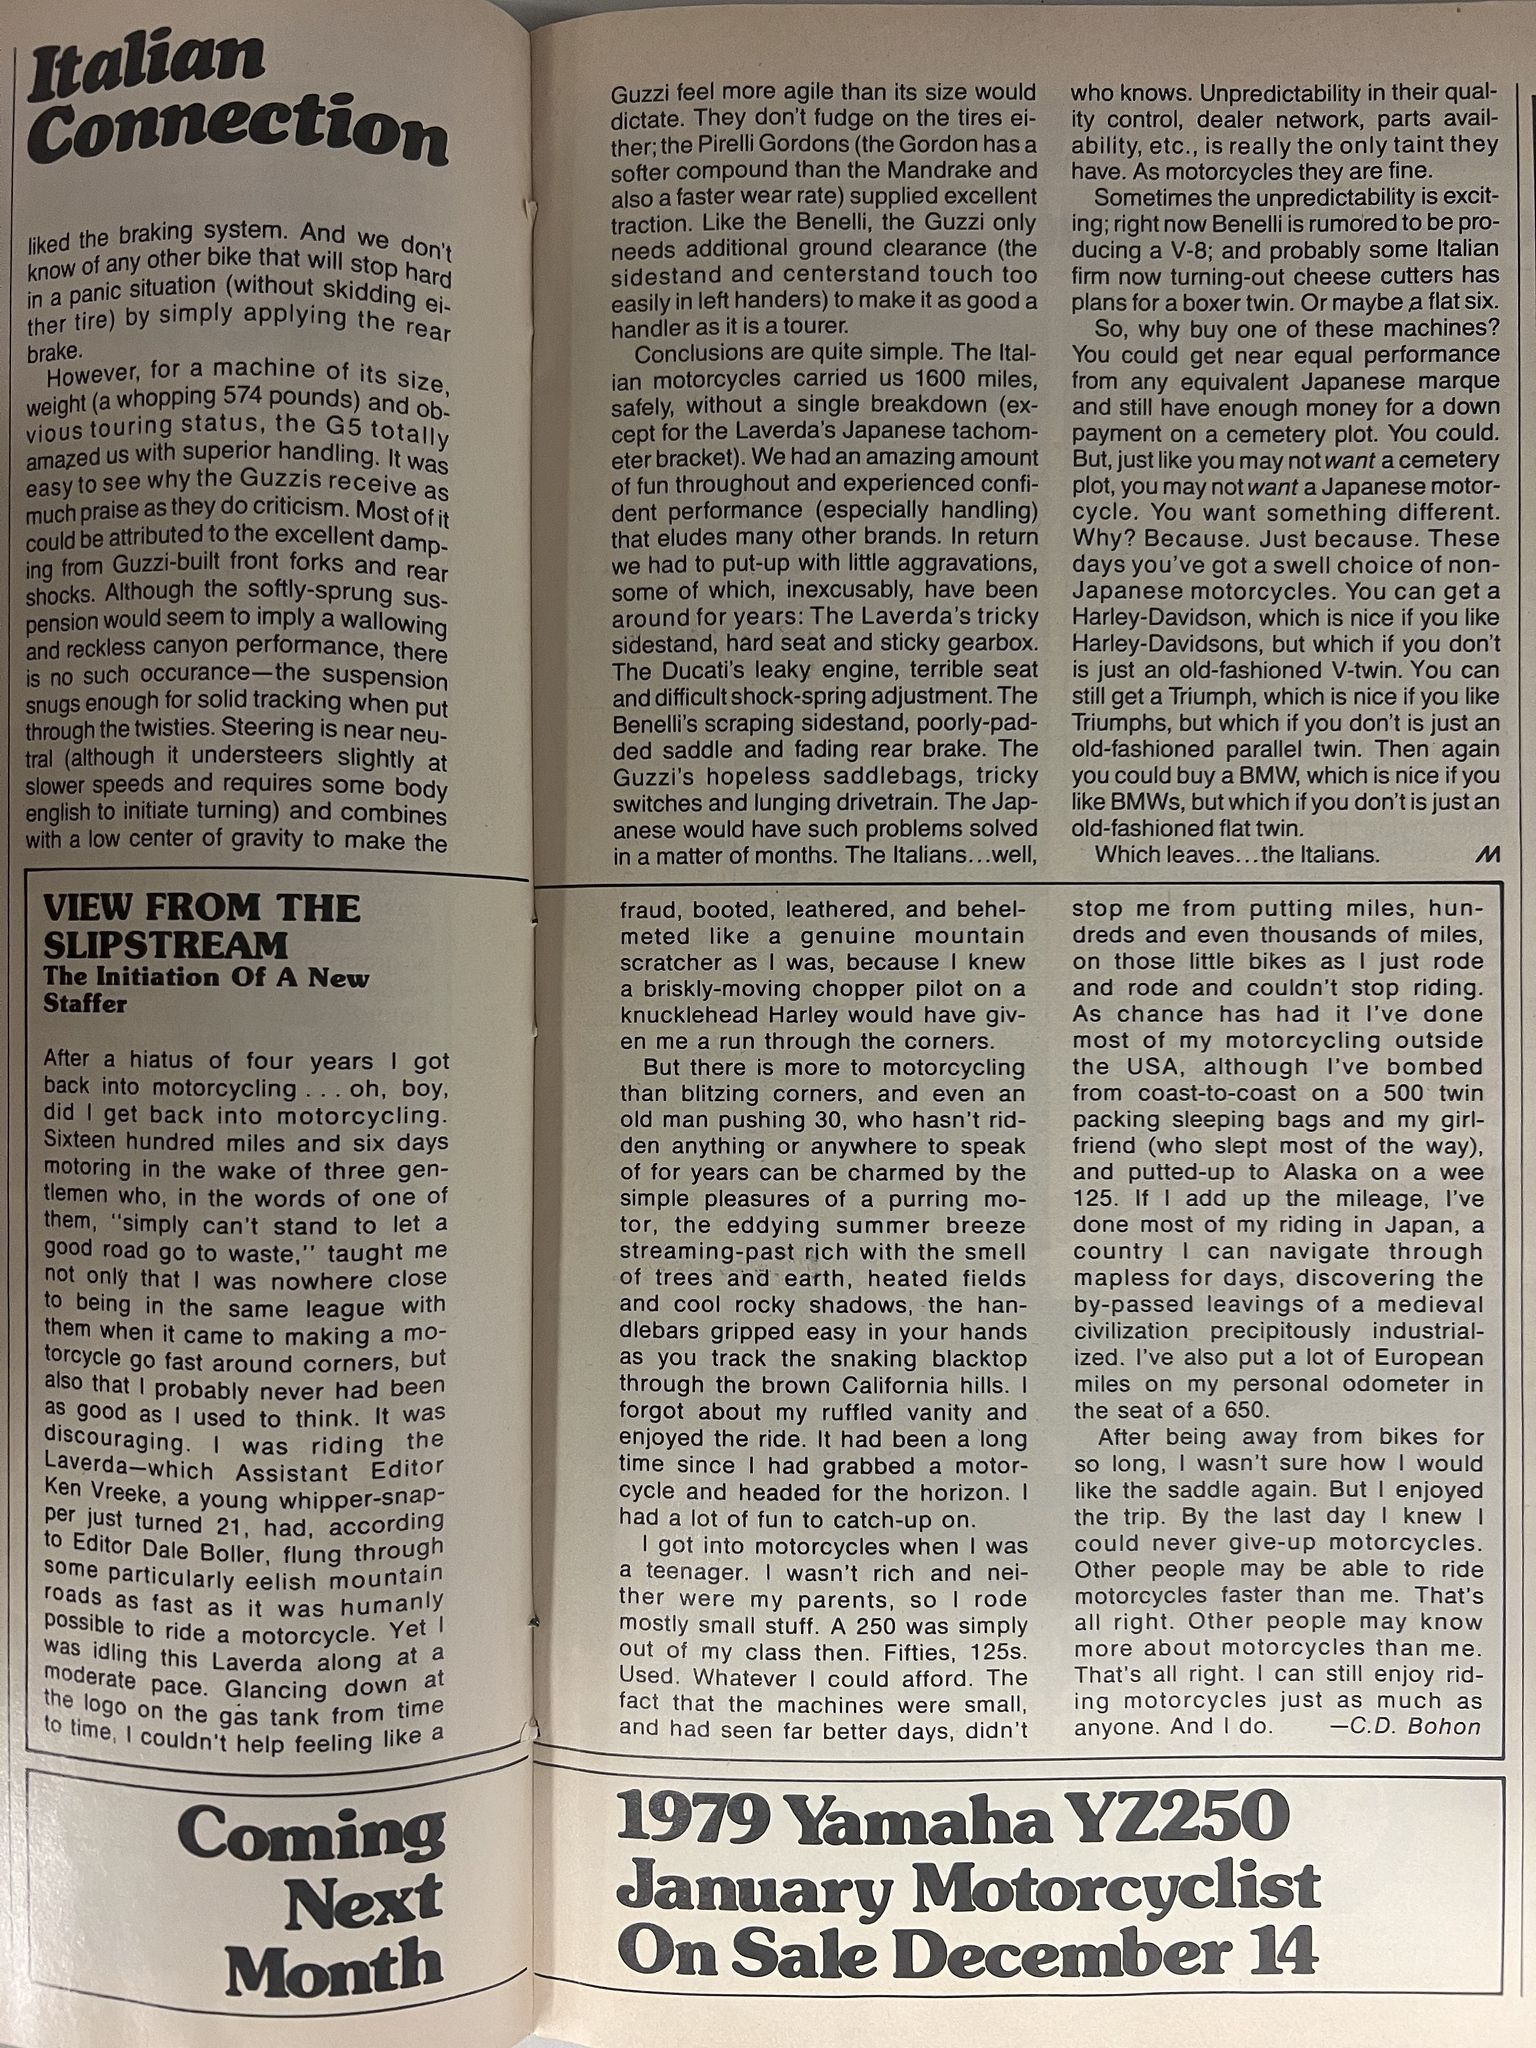 Italian
Connection
liked the braking system. And we don't
know of any other bike that will stop hard
in a panic situation (without skidding ei-
ther tire) by simply applying the rear
brake.
However, for a machine of its size,
weight (a whopping 574 pounds) and ob-
vious touring status, the G5 totally
amazed us with superior handling. It was
easy to see why the Guzzis receive as
much praise as they do criticism. Most of it
could be attributed to the excellent damp-
ing from Guzzi-built front forks and rear
shocks. Although the softly-sprung sus-
pension would seem to imply a wallowing
and reckless canyon performance, there
is no such occurance—the suspension
snugs enough for solid tracking when put
through the twisties. Steering is near neu-
tral (although it understeers slightly at
slower speeds and requires some body
english to initiate turning) and combines
with a low center of gravity to make the
Guzzi feel more agile than its size would
dictate. They don't fudge on the tires ei-
ther; the Pirelli Gordons (the Gordon has a
softer compound than the Mandrake and
also a faster wear rate) supplied excellent
traction. Like the Benelli, the Guzzi only
needs additional ground clearance (the
sidestand and centerstand touch too
easily in left handers) to make it as good a
handler as it is a tourer.
Conclusions are quite simple. The Ital-
ian motorcycles carried us 1600 miles,
safely, without a single breakdown (ex-
cept for the Laverda's Japanese tachom-
eter bracket). We had an amazing amount
of fun throughout and experienced confi-
dent performance (especially handling)
that eludes many other brands. In return
we had to put-up with little aggravations,
some of which, inexcusably, have been
around for years: The Laverda's tricky
sidestand, hard seat and sticky gearbox.
The Ducati's leaky engine, terrible seat
and difficult shock-spring adjustment. The
Benelli's scraping sidestand, poorly-pad-
ded saddle and fading rear brake. The
Guzzi's hopeless saddlebags, tricky
switches and lunging drivetrain. The Jap-
anese would have such problems solved
in a matter of months. The Italians...well,
who knows. Unpredictability in their qual-
ity control, dealer network, parts avail-
ability, etc., is really the only taint they
have. As motorcycles they are fine.
Sometimes the unpredictability is excit-
ing; right now Benelli is rumored to be pro-
ducing a V-8; and probably some Italian
firm now turning-out cheese cutters has
plans for a boxer twin. Or maybe a flat six.
So, why buy one of these machines?
You could get near equal performance
from any equivalent Japanese marque
and still have enough money for a down
payment on a cemetery plot. You could.
But, just like you may not want a cemetery
plot, you may not want a Japanese motor-
cycle. You want something different.
Why? Because. Just because. These
days you've got a swell choice of non-
Japanese motorcycles. You can get a
Harley-Davidson, which is nice if you like
Harley-Davidsons, but which if you don't
is just an old-fashioned V-twin. You can
still get a Triumph, which is nice if you like
Triumphs, but which if you don't is just an
old-fashioned parallel twin. Then again
you could buy a BMW, which is nice if you
like BMWs, but which if you don't is just an
old-fashioned flat twin.
Which leaves...the Italians. M
VIEW FROM THE
SLIPSTREAM
The Initiation Of A New
Staffer
After a hiatus of four years I got
back into motorcycling . . . oh, boy,
did I get back into motorcycling.
Sixteen hundred miles and six days
motoring in the wake of three gen-
tlemen who, in the words of one of
them, "simply can't stand to let a
good road go to waste," taught me
not only that I was nowhere close
to being in the same league with
them when it came to making a mo-
torcycle go fast around corners, but
also that I probably never had been
as good as I used to think. It was
discouraging. I was riding the
Laverda—which Assistant Editor
Ken Vreeke, a young whipper-snap-
per just turned 21, had, according
to Editor Dale Boller, flung through
some particularly eelish mountain
roads as fast as it was humanly
possible to ride a motorcycle. Yet I
was idling this Laverda along at a
moderate pace. Glancing down at
the logo on the gas tank from time
to time, I couldn't help feeling like a
fraud, booted, leathered, and behel-
meted like a genuine mountain
scratcher as I was, because I knew
a briskly-moving chopper pilot on a
knucklehead Harley would have giv-
en me a run through the corners.
But there is more to motorcycling
than blitzing corners, and even an
old man pushing 30, who hasn't rid-
den anything or anywhere to speak
of for years can be charmed by the
simple pleasures of a purring mo-
tor, the eddying summer breeze
streaming-past rich with the smell
of trees and earth, heated fields
and cool rocky shadows, the han-
dlebars gripped easy in your hands
as you track the snaking blacktop
through the brown California hills. I
forgot about my ruffled vanity and
enjoyed the ride. It had been a long
time since I had grabbed a motor-
cycle and headed for the horizon. I
had a lot of fun to catch-up on.
I got into motorcycles when I was
a teenager. I wasn't rich and nei-
ther were my parents, so I rode
mostly small stuff. A 250 was simply
out of my class then. Fifties, 125s.
Used. Whatever I could afford. The
fact that the machines were small,
and had seen far better days, didn't
stop me from putting miles, hun-
dreds and even thousands of miles,
on those little bikes as I just rode
and rode and couldn't stop riding.
As chance has had it I've done
most of my motorcycling outside
the USA, although I've bombed
from coast-to-coast on a 500 twin
packing sleeping bags and my girl-
friend (who slept most of the way),
and putted-up to Alaska on a wee
125. If I add up the mileage, I've
done most of my riding in Japan, a
country I can navigate through
mapless for days, discovering the
by-passed leavings of a medieval
civilization precipitously industrial-
ized. I've also put a lot of European
miles on my personal odometer in
the seat of a 650.
After being away from bikes for
so long, I wasn't sure how I would
like the saddle again. But I enjoyed
the trip. By the last day I knew I
could never give-up motorcycles.
Other people may be able to ride
motorcycles faster than me. That's
all right. Other people may know
more about motorcycles than me.
That's all right. I can still enjoy rid-
ing motorcycles just as much as
anyone. And I do. —C.D. Bohon
Coming
Next
Month
1979 Yamaha YZ250
January Motorcyclist
On Sale December 14